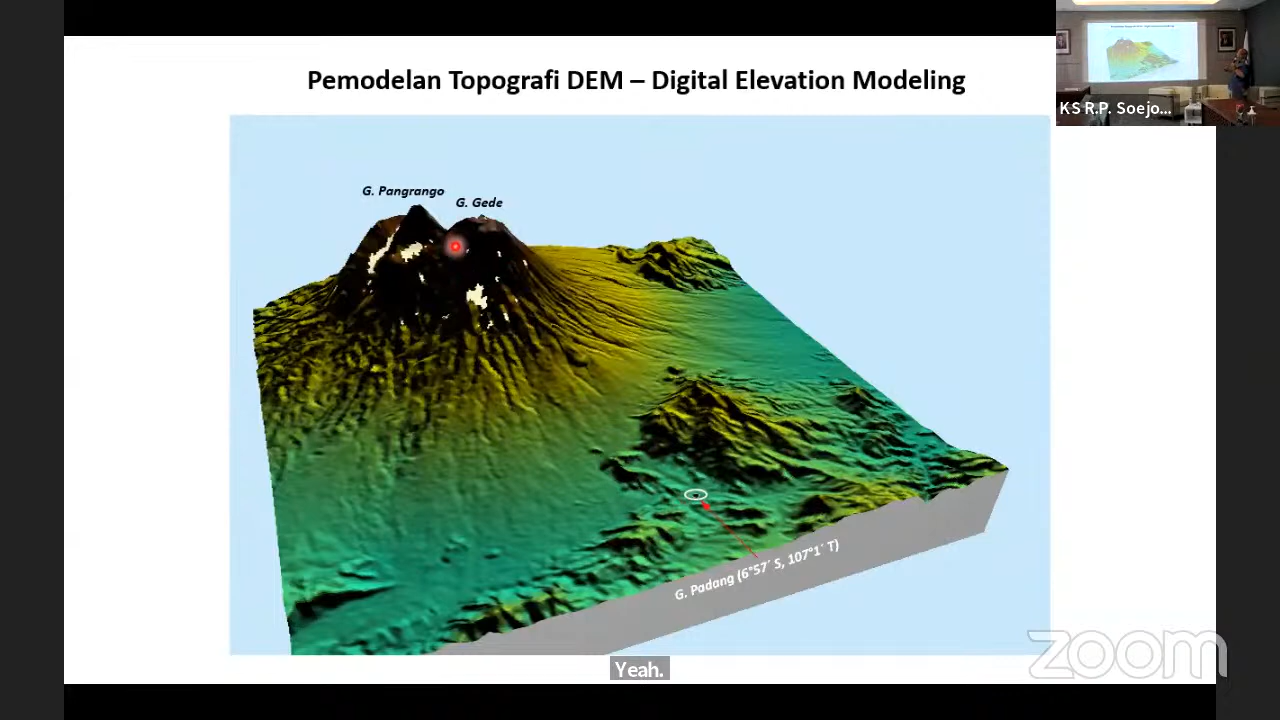 Pemodelan Topografi DEM – Digital Elevation Modeling
KS R.P. Soejo...
G. Pangrango
G. Gede
G. Padang (6°57´ S, 107°1´ T)
zoom
Yeah.